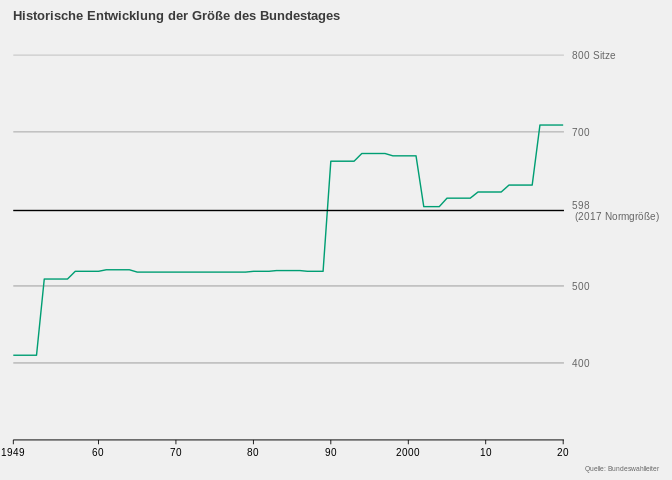 Historische Entwicklung der Größe des Bundestages
800 Sitze
700
598
(2017 Normgröße)
500
400
1949 60 70 80 90 2000 10 20
Quelle: Bundeswahlleiter